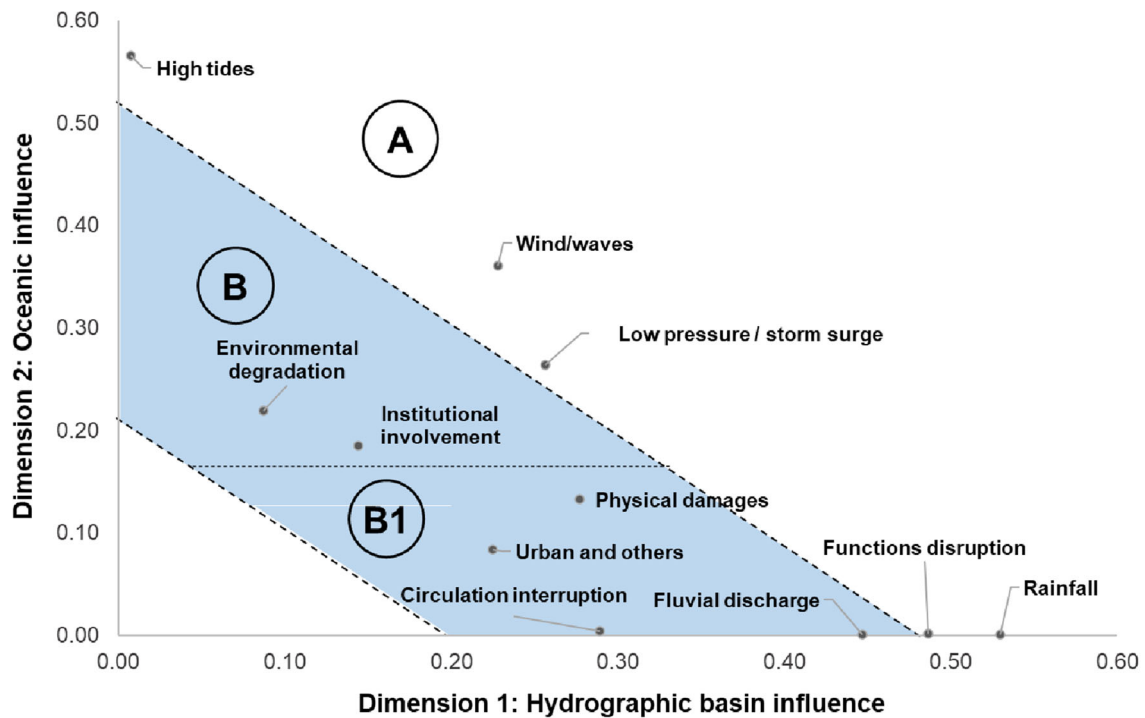 0.60
High tides
0.50
A
0.40
Wind/waves
B
0.30
Low pressure / storm surge
Environmental
degradation
Institutional
involvement
0.20
Physical damages
B1
0.10
Urban and others
Functions disruption
Circulation interruption
Fluvial discharge
Rainfall
0.00
0.00 0.10 0.20 0.30 0.40 0.50 0.60
Dimension 1: Hydrographic basin influence
Dimension 2: Oceanic influence